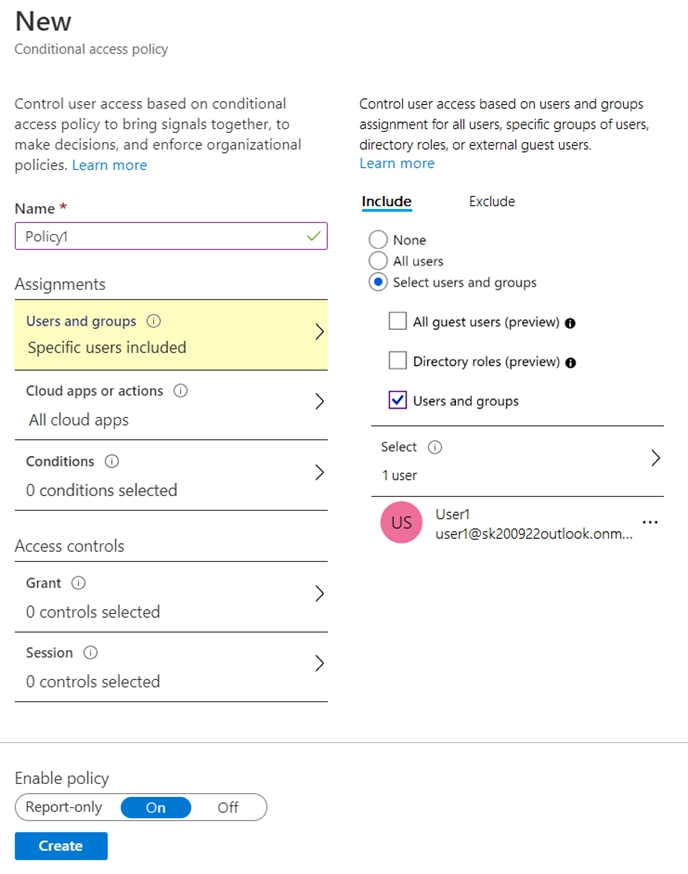 New
Conditional access policy
Control user access based on conditional
access policy to bring signals together, to
make decisions, and enforce organizational
policies. Learn more
Name *
Policy1
Assignments
Users and groups
Specific users included
Cloud apps or actions
All cloud apps
Conditions
0 conditions selected
Access controls
Grant
0 controls selected
Session
0 controls selected
Control user access based on users and groups
assignment for all users, specific groups of users,
directory roles, or external guest users.
Learn more
Include Exclude
None
All users
Select users and groups
All guest users (preview)
Directory roles (preview)
Users and groups
Select
1 user
US
User1
user1@sk200922outlook.onm...
Enable policy
Report-only On Off
Create